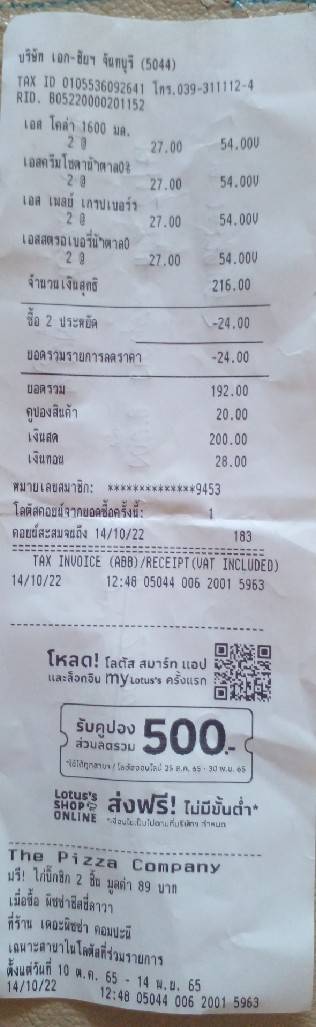 บริษัท เอก-ชัยฯ จันทบุรี (5044)
TAX ID 0105536092641 โทร.039-311112-4
RID. B05220000201152
เอส โคล่า 1600 มล.
2 @ 27.00 54.00V
เอสครีมโซดาน้ำตาล0%
2 @ 27.00 54.00V
เอส เพลย์ เกรปเบอร์ร
2 @ 27.00 54.00V
เอสสตรอเบอรี่น้ำตาล0
2 @ 27.00 54.00V
จำนวนเงินสุทธิ 216.00
ซื้อ 2 ประหยัด -24.00
ยอดรวมรายการลดราคา -24.00
ยอดรวม 192.00
คูปองสินค้า 20.00
เงินสด 200.00
เงินทอน 28.00
หมายเลขสมาชิก: **************9453
โลตัสคอยน์จากยอดซื้อครั้งนี้: 1
คอยน์สะสมจนถึง 14/10/22 183
TAX INVOICE (ABB)/RECEIPT(VAT INCLUDED)
14/10/22 12:48 05044 006 2001 5963
โหลด! โลตัส สมาร์ท แอป
และล็อกอิน my Lotus's ครั้งแรก
รับคูปอง
ส่วนลดรวม 500.-
*ใช้ได้ทุกสาขา / โลตัสออนไลน์ 25 ส.ค. 65 - 30 พ.ย. 65
Lotus's
SHOP
ONLINE ส่งฟรี! ไม่มีขั้นต่ำ*
*เงื่อนไขเป็นไปตามที่บริษัทฯ กำหนด
The Pizza Company
ฟรี! ไก่บิ๊กชิก 2 ชิ้น มูลค่า 89 บาท
เมื่อซื้อ พิซซ่าชีสซี่ลาวา
ที่ร้าน เดอะพิซซ่า คอมปะนี
เฉพาะสาขาในโลตัสที่ร่วมรายการ
ตั้งแต่วันที่ 10 ต.ค. 65 - 14 พ.ย. 65
14/10/22 12:48 05044 006 2001 5963